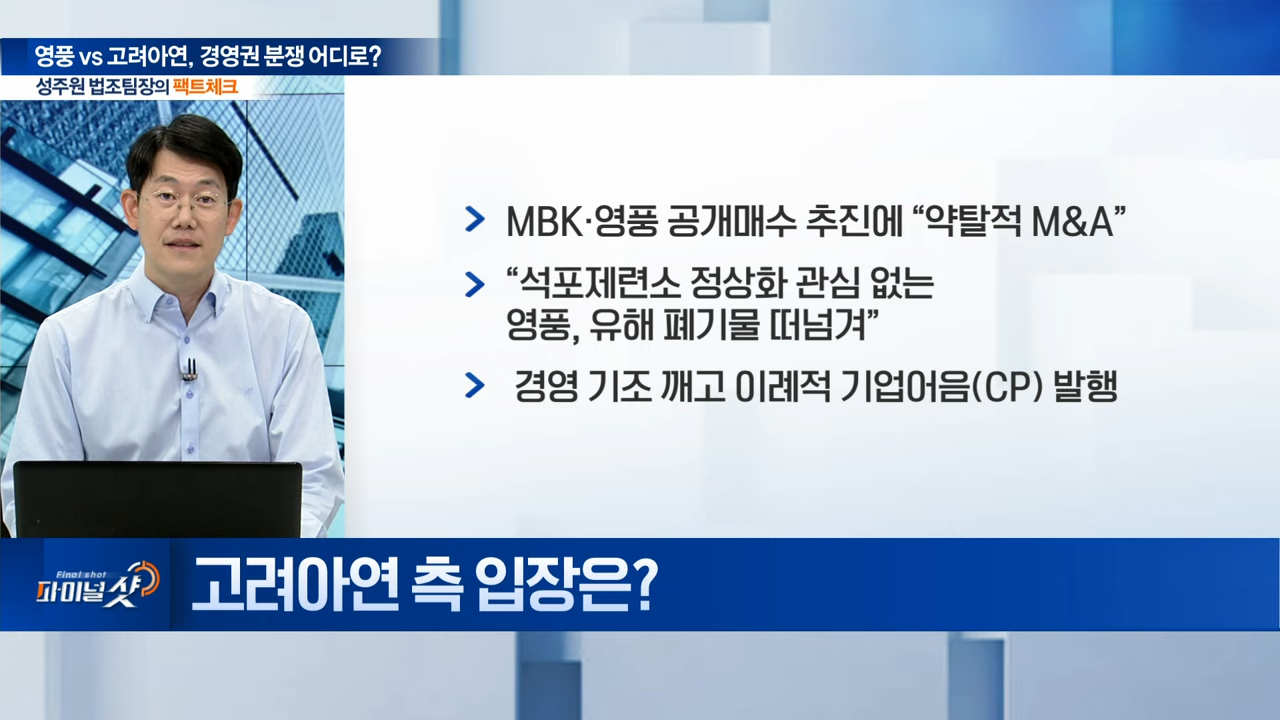 영풍 vs 고려아연, 경영권 분쟁 어디로?
성주원 법조팀장의 팩트체크
MBK·영풍 공개매수 추진에 “약탈적 M&A”
“석포제련소 정상화 관심 없는
영풍, 유해 폐기물 떠넘겨”
경영 기조 깨고 이례적 기업어음(CP) 발행
Final shot
파이널 샷
고려아연 측 입장은?